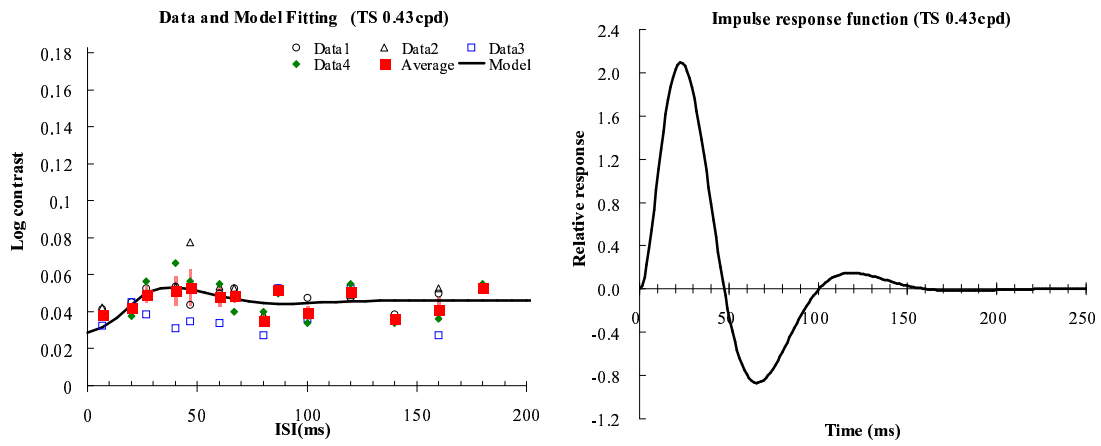 Data and Model Fitting (TS 0.43cpd)
Data1 Data2 Data3
Data4 Average Model
Log contrast
0.18
0.16
0.14
0.12
0.1
0.08
0.06
0.04
0.02
0
0 50 100 150 200
ISI(ms)
Impulse response function (TS 0.43cpd)
Relative response
2.4
2.0
1.6
1.2
0.8
0.4
0.0
-0.4
-0.8
-1.2
0 50 100 150 200 250
Time (ms)